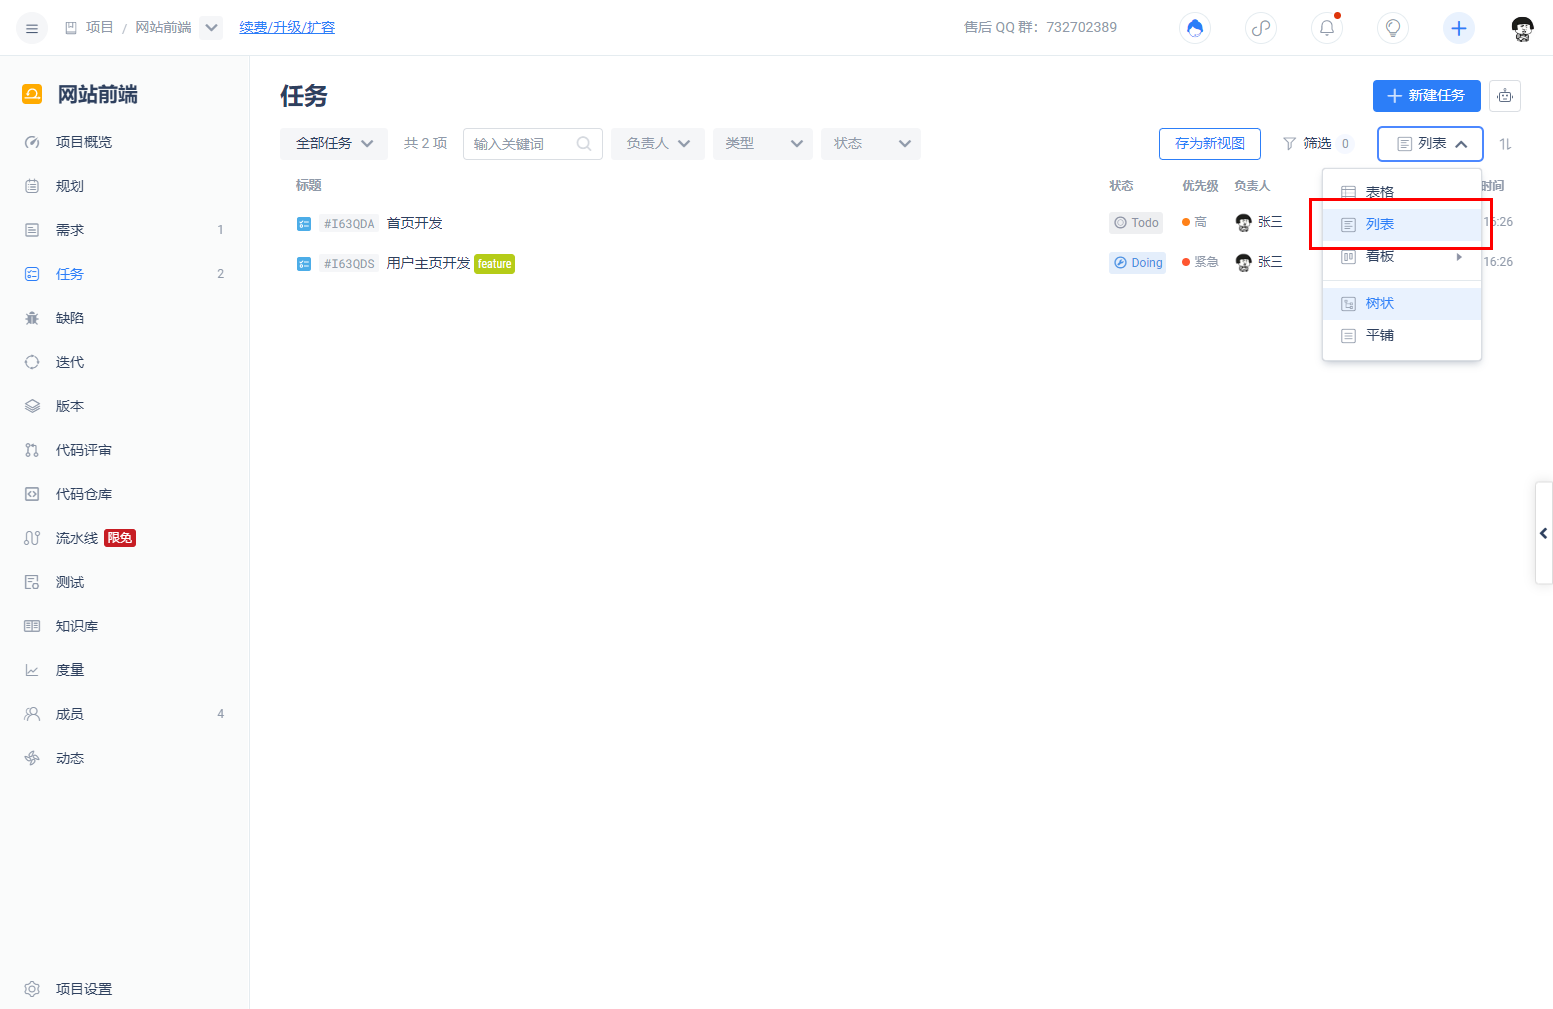 项目 / 网站前端 续费/升级/扩容 售后 QQ 群：732702389
网站前端
项目概览
规划
需求 1
任务 2
缺陷
迭代
版本
代码评审
代码仓库
流水线 限免
测试
知识库
度量
成员 4
动态
项目设置
任务
新建任务
全部任务 共 2 项 输入关键词 负责人 类型 状态 存为新视图 筛选 0 列表
标题 状态 优先级 负责人 时间
#I63QDA 首页开发 Todo 高 张三 16:26
#I63QDS 用户主页开发 feature Doing 紧急 张三 16:26
表格
列表
看板
树状
平铺